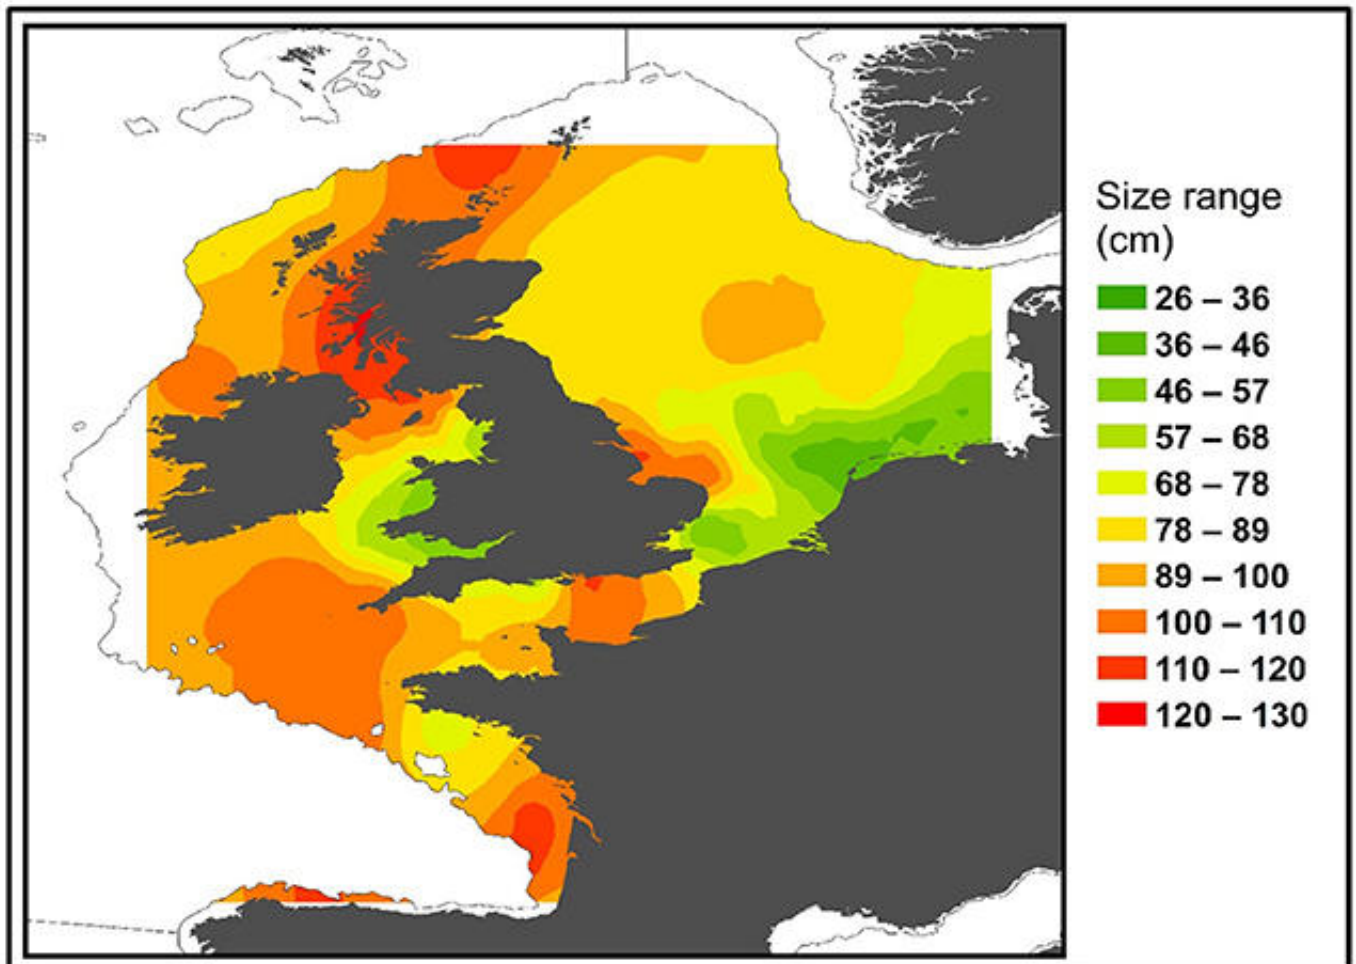 Size range
(cm)
26 – 36
36 – 46
46 – 57
57 – 68
68 – 78
78 – 89
89 – 100
100 – 110
110 – 120
120 – 130